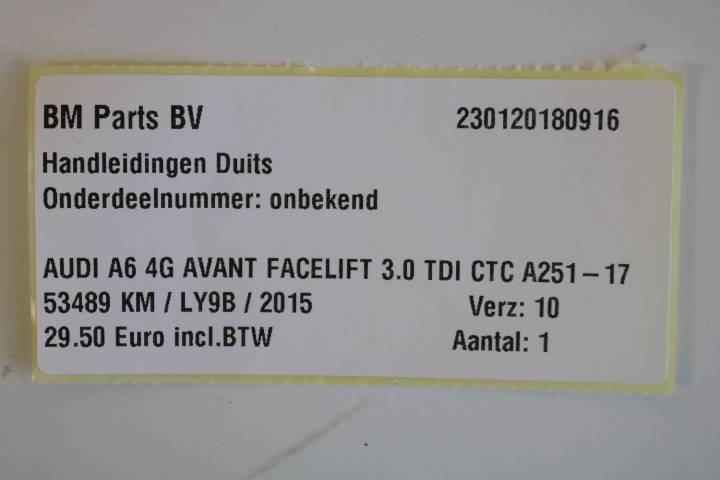 BM Parts BV 230120180916
Handleidingen Duits
Onderdeelnummer: onbekend
AUDI A6 4G AVANT FACELIFT 3.0 TDI CTC A251-17
53489 KM / LY9B / 2015 Verz: 10
29.50 Euro incl.BTW Aantal: 1